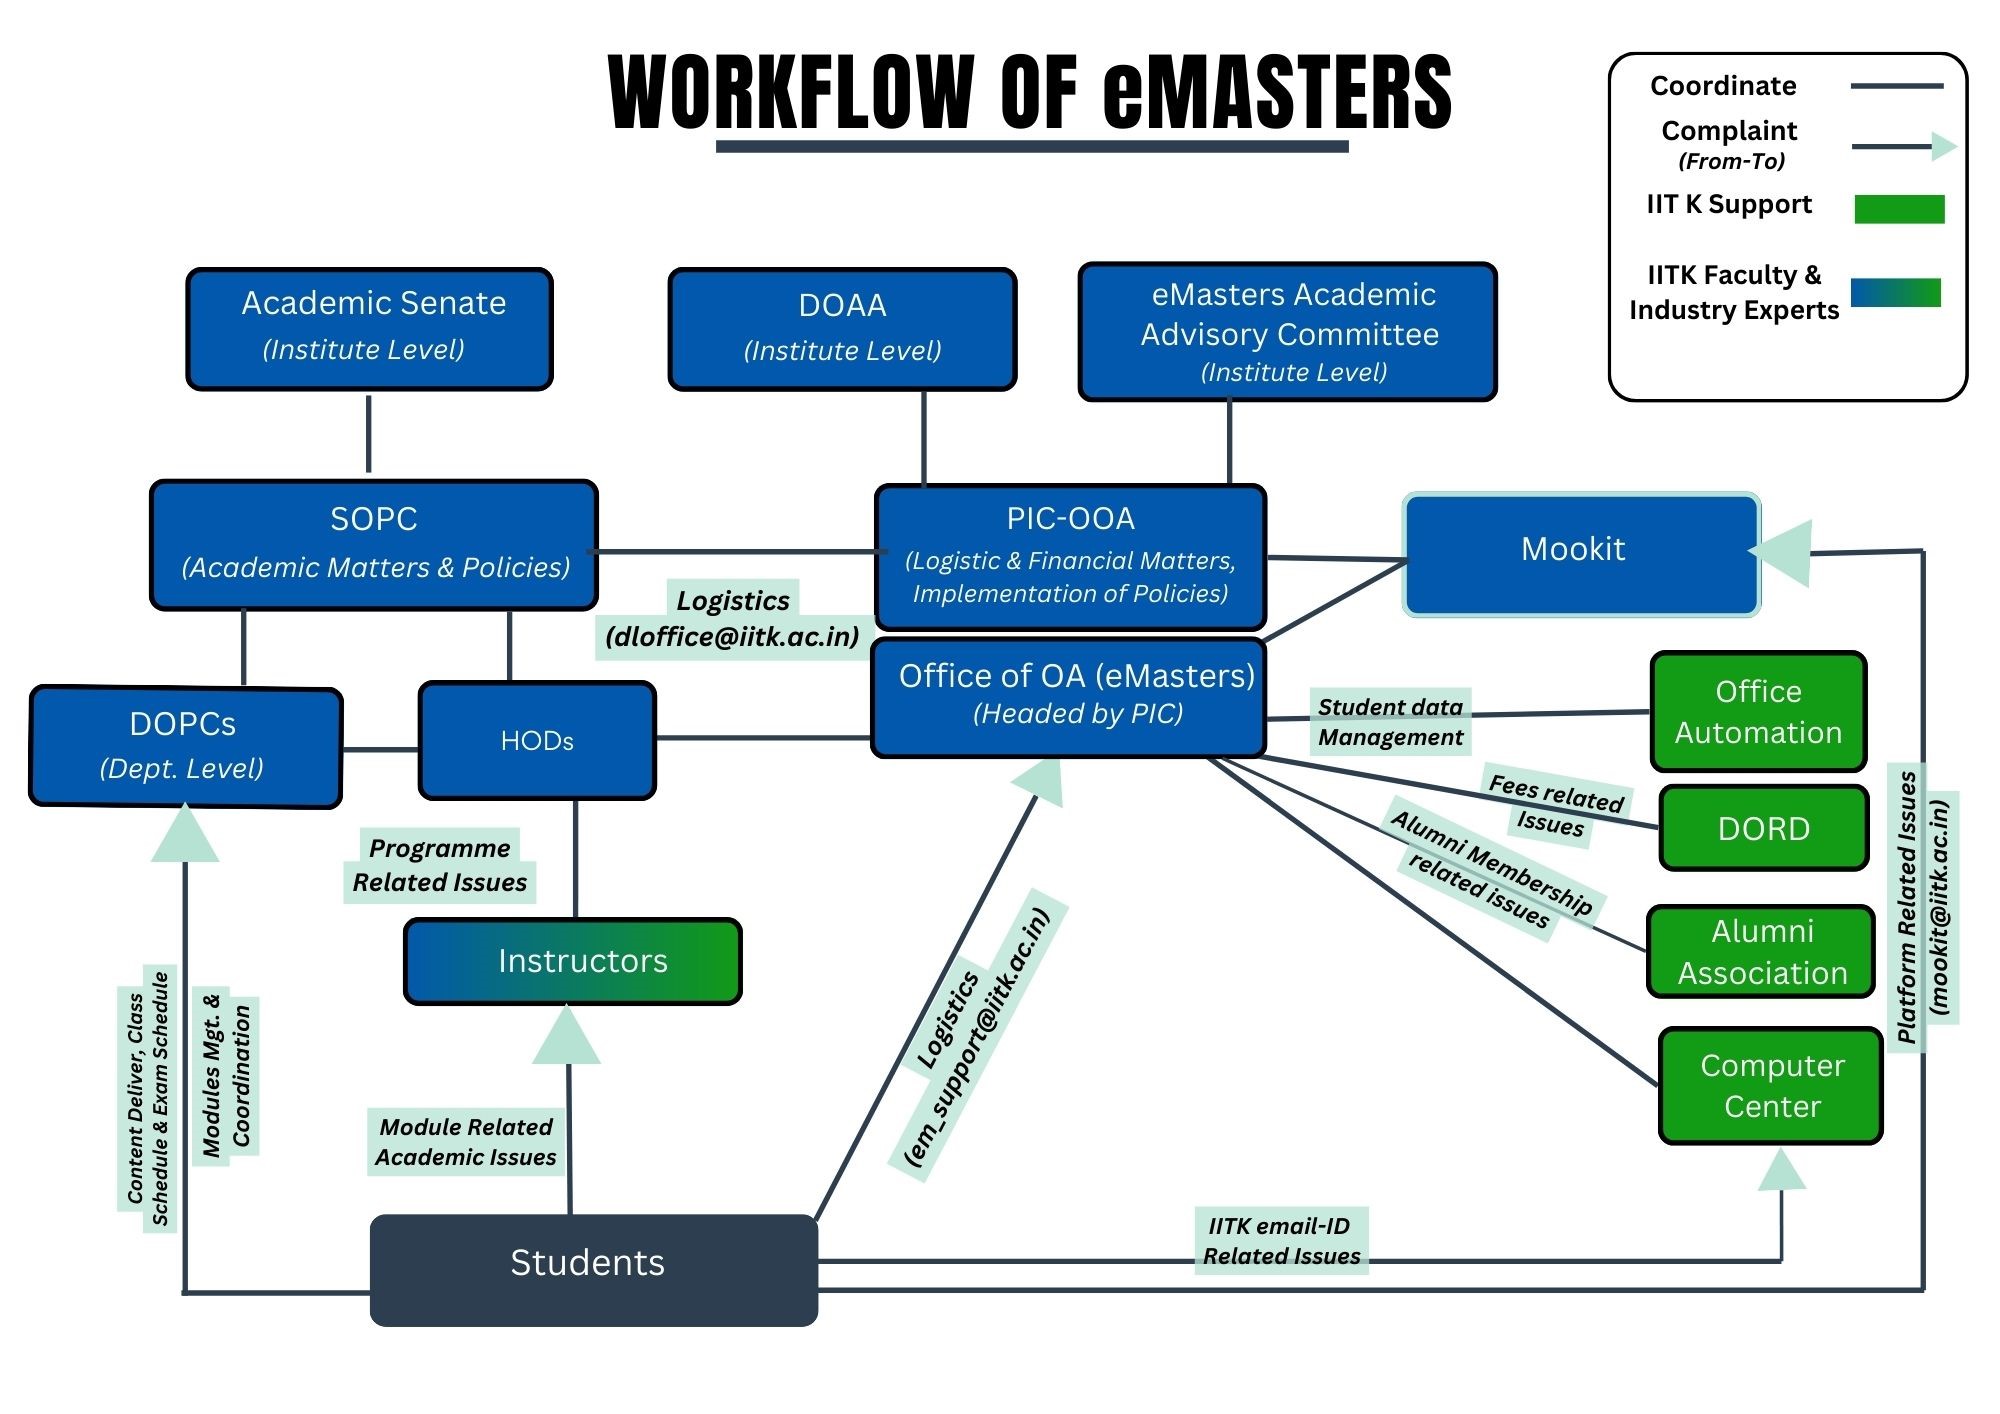 WORKFLOW OF eMASTERS
Coordinate
Complaint
(From-To)
IIT K Support
IITK Faculty &
Industry Experts
Academic Senate
(Institute Level)
DOAA
(Institute Level)
eMasters Academic
Advisory Committee
(Institute Level)
SOPC
(Academic Matters & Policies)
PIC-OOA
(Logistic & Financial Matters,
Implementation of Policies)
Mookit
Logistics
(dloffice@iitk.ac.in)
Office of OA (eMasters)
(Headed by PIC)
DOPCs
(Dept. Level)
HODs
Student data
Management
Office
Automation
Fees related
Issues
DORD
Alumni Membership
related issues
Alumni
Association
Platform Related Issues
(mookit@iitk.ac.in)
Programme
Related Issues
Instructors
Logistics
(em_support@iitk.ac.in)
Computer
Center
Content Deliver, Class
Schedule & Exam Schedule
Modules Mgt. &
Coordination
Module Related
Academic Issues
IITK email-ID
Related Issues
Students